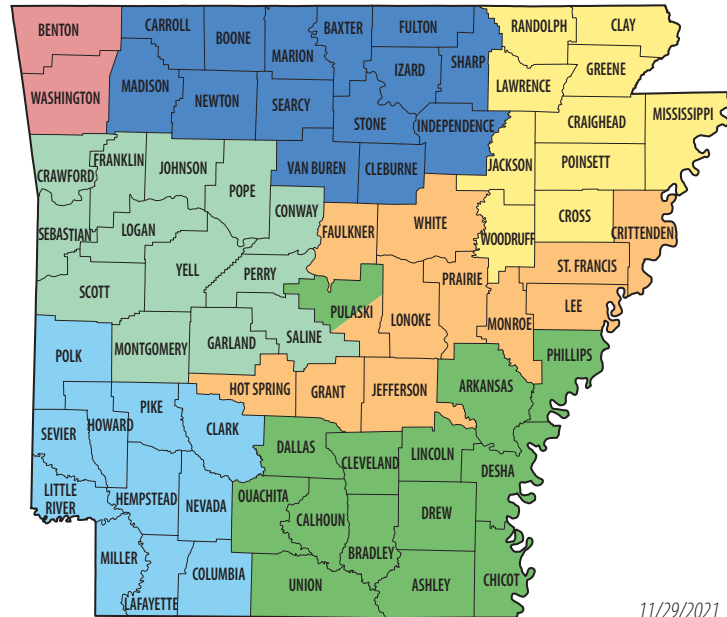 BENTON
CARROLL
BOONE
MARION
BAXTER
FULTON
RANDOLPH
CLAY
WASHINGTON
MADISON
NEWTON
SEARCY
IZARD
SHARP
LAWRENCE
GREENE
STONE
INDEPENDENCE
CRAIGHEAD
MISSISSIPPI
CRAWFORD
FRANKLIN
JOHNSON
POPE
VAN BUREN
CLEBURNE
JACKSON
POINSETT
SEBASTIAN
LOGAN
CONWAY
FAULKNER
WHITE
WOODRUFF
CROSS
CRITTENDEN
SCOTT
YELL
PERRY
PULASKI
LONOKE
PRAIRIE
MONROE
ST. FRANCIS
LEE
POLK
MONTGOMERY
GARLAND
SALINE
PHILLIPS
HOT SPRING
GRANT
JEFFERSON
ARKANSAS
SEVIER
HOWARD
PIKE
CLARK
DALLAS
CLEVELAND
LINCOLN
DESHA
LITTLE
RIVER
HEMPSTEAD
NEVADA
OUACHITA
CALHOUN
DREW
MILLER
LAFAYETTE
COLUMBIA
UNION
BRADLEY
ASHLEY
CHICOT
11/29/2021